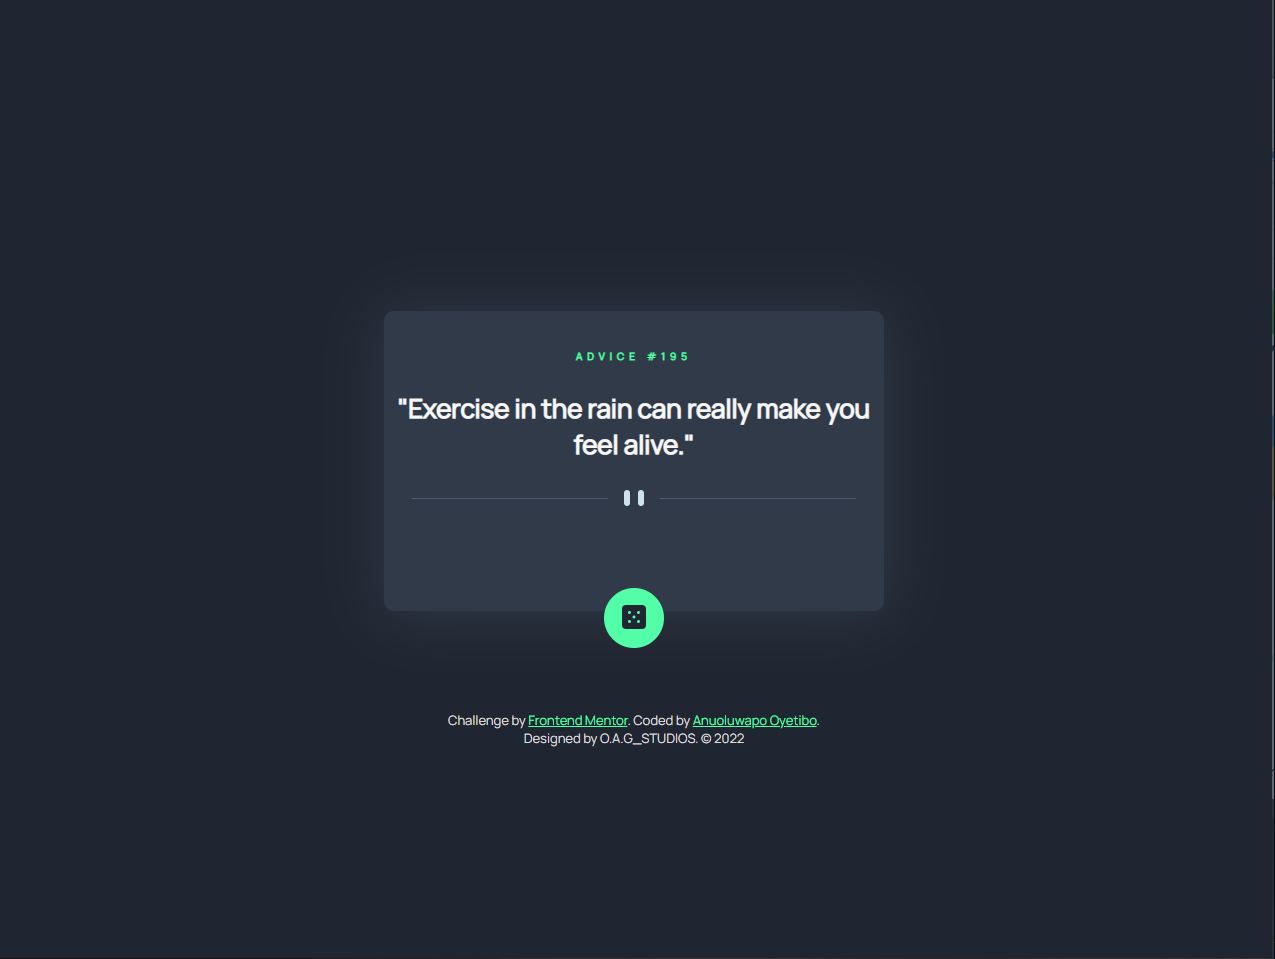 ADVICE #195
"Exercise in the rain can really make you
feel alive."
Challenge by Frontend Mentor. Coded by Anuoluwapo Oyetibo.
Designed by O.A.G_STUDIOS. © 2022